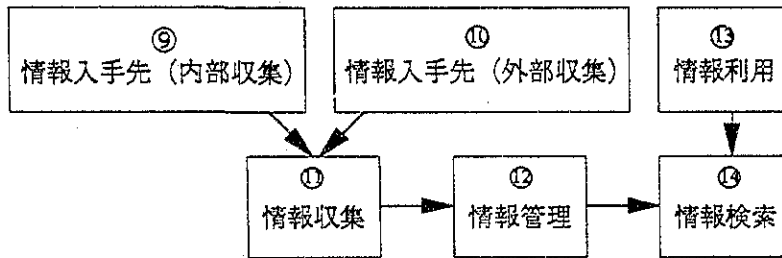 ⑨
情報入手先（内部収集）
⑩
情報入手先（外部収集）
⑬
情報利用
⑪
情報収集
⑫
情報管理
⑭
情報検索